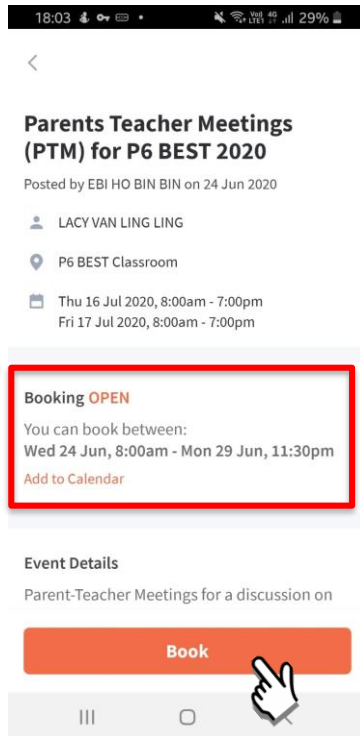 18:03 29%
Parents Teacher Meetings
(PTM) for P6 BEST 2020
Posted by EBI HO BIN BIN on 24 Jun 2020
LACY VAN LING LING
P6 BEST Classroom
Thu 16 Jul 2020, 8:00am - 7:00pm
Fri 17 Jul 2020, 8:00am - 7:00pm
Booking OPEN
You can book between:
Wed 24 Jun, 8:00am - Mon 29 Jun, 11:30pm
Add to Calendar
Event Details
Parent-Teacher Meetings for a discussion on
Book